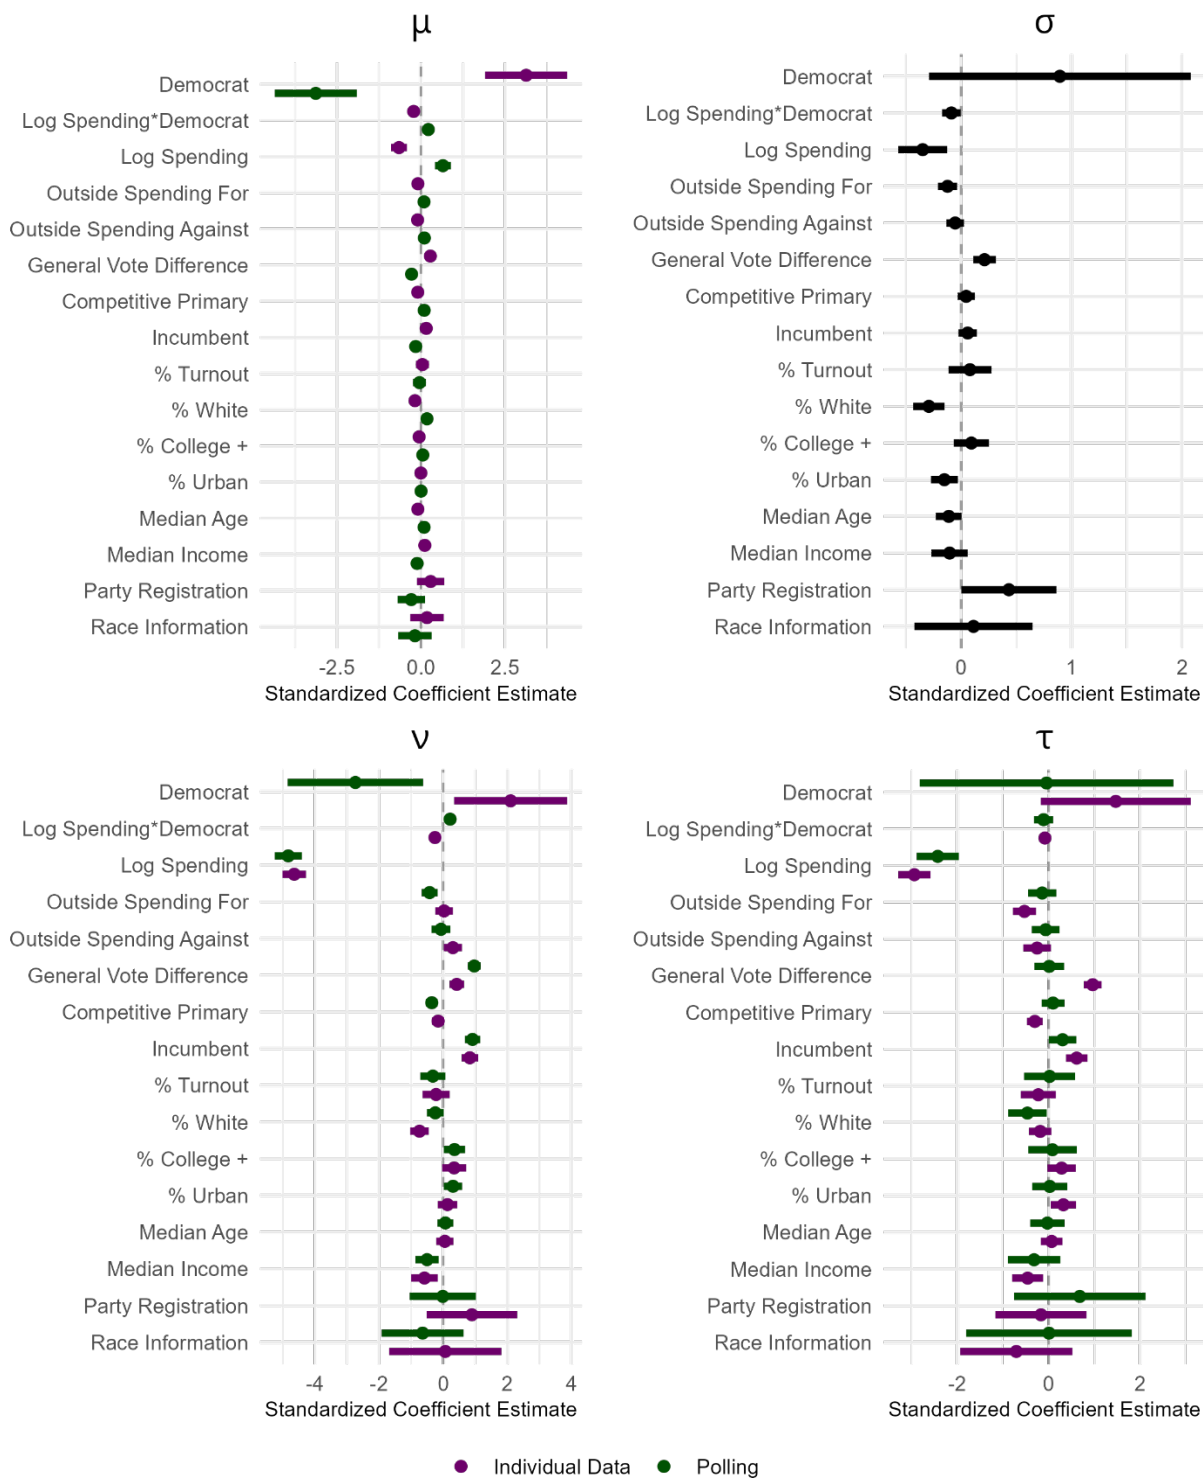 μ
Democrat
Log Spending*Democrat
Log Spending
Outside Spending For
Outside Spending Against
General Vote Difference
Competitive Primary
Incumbent
% Turnout
% White
% College +
% Urban
Median Age
Median Income
Party Registration
Race Information
-2.5 0.0 2.5
Standardized Coefficient Estimate
σ
Democrat
Log Spending*Democrat
Log Spending
Outside Spending For
Outside Spending Against
General Vote Difference
Competitive Primary
Incumbent
% Turnout
% White
% College +
% Urban
Median Age
Median Income
Party Registration
Race Information
0 1 2
Standardized Coefficient Estimate
ν
Democrat
Log Spending*Democrat
Log Spending
Outside Spending For
Outside Spending Against
General Vote Difference
Competitive Primary
Incumbent
% Turnout
% White
% College +
% Urban
Median Age
Median Income
Party Registration
Race Information
-4 -2 0 2 4
Standardized Coefficient Estimate
τ
Democrat
Log Spending*Democrat
Log Spending
Outside Spending For
Outside Spending Against
General Vote Difference
Competitive Primary
Incumbent
% Turnout
% White
% College +
% Urban
Median Age
Median Income
Party Registration
Race Information
-2 0 2
Standardized Coefficient Estimate
Individual Data Polling